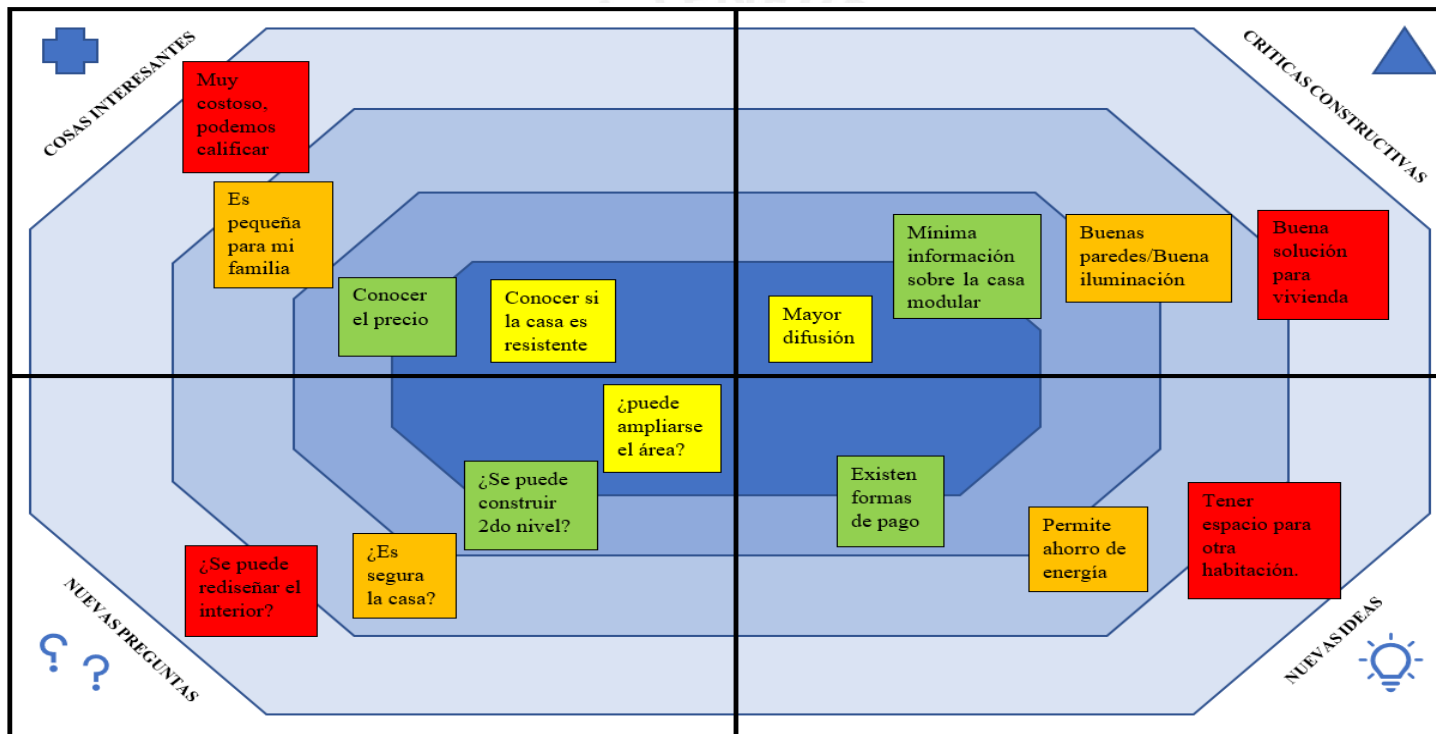 COSAS INTERESANTES
Muy
costoso,
podemos
calificar
Es
pequeña
para mi
familia
Conocer
el precio
Conocer si
la casa es
resistente
CRITICAS CONSTRUCTIVAS
Mayor
difusión
Mínima
información
sobre la casa
modular
Buenas
paredes/Buena
iluminación
Buena
solución
para
vivienda
NUEVAS PREGUNTAS
¿Se puede
rediseñar el
interior?
¿Es
segura
la casa?
¿Se puede
construir
2do nivel?
¿puede
ampliarse
el área?
? ?
Existen
formas
de pago
Permite
ahorro de
energía
Tener
espacio para
otra
habitación.
NUEVAS IDEAS